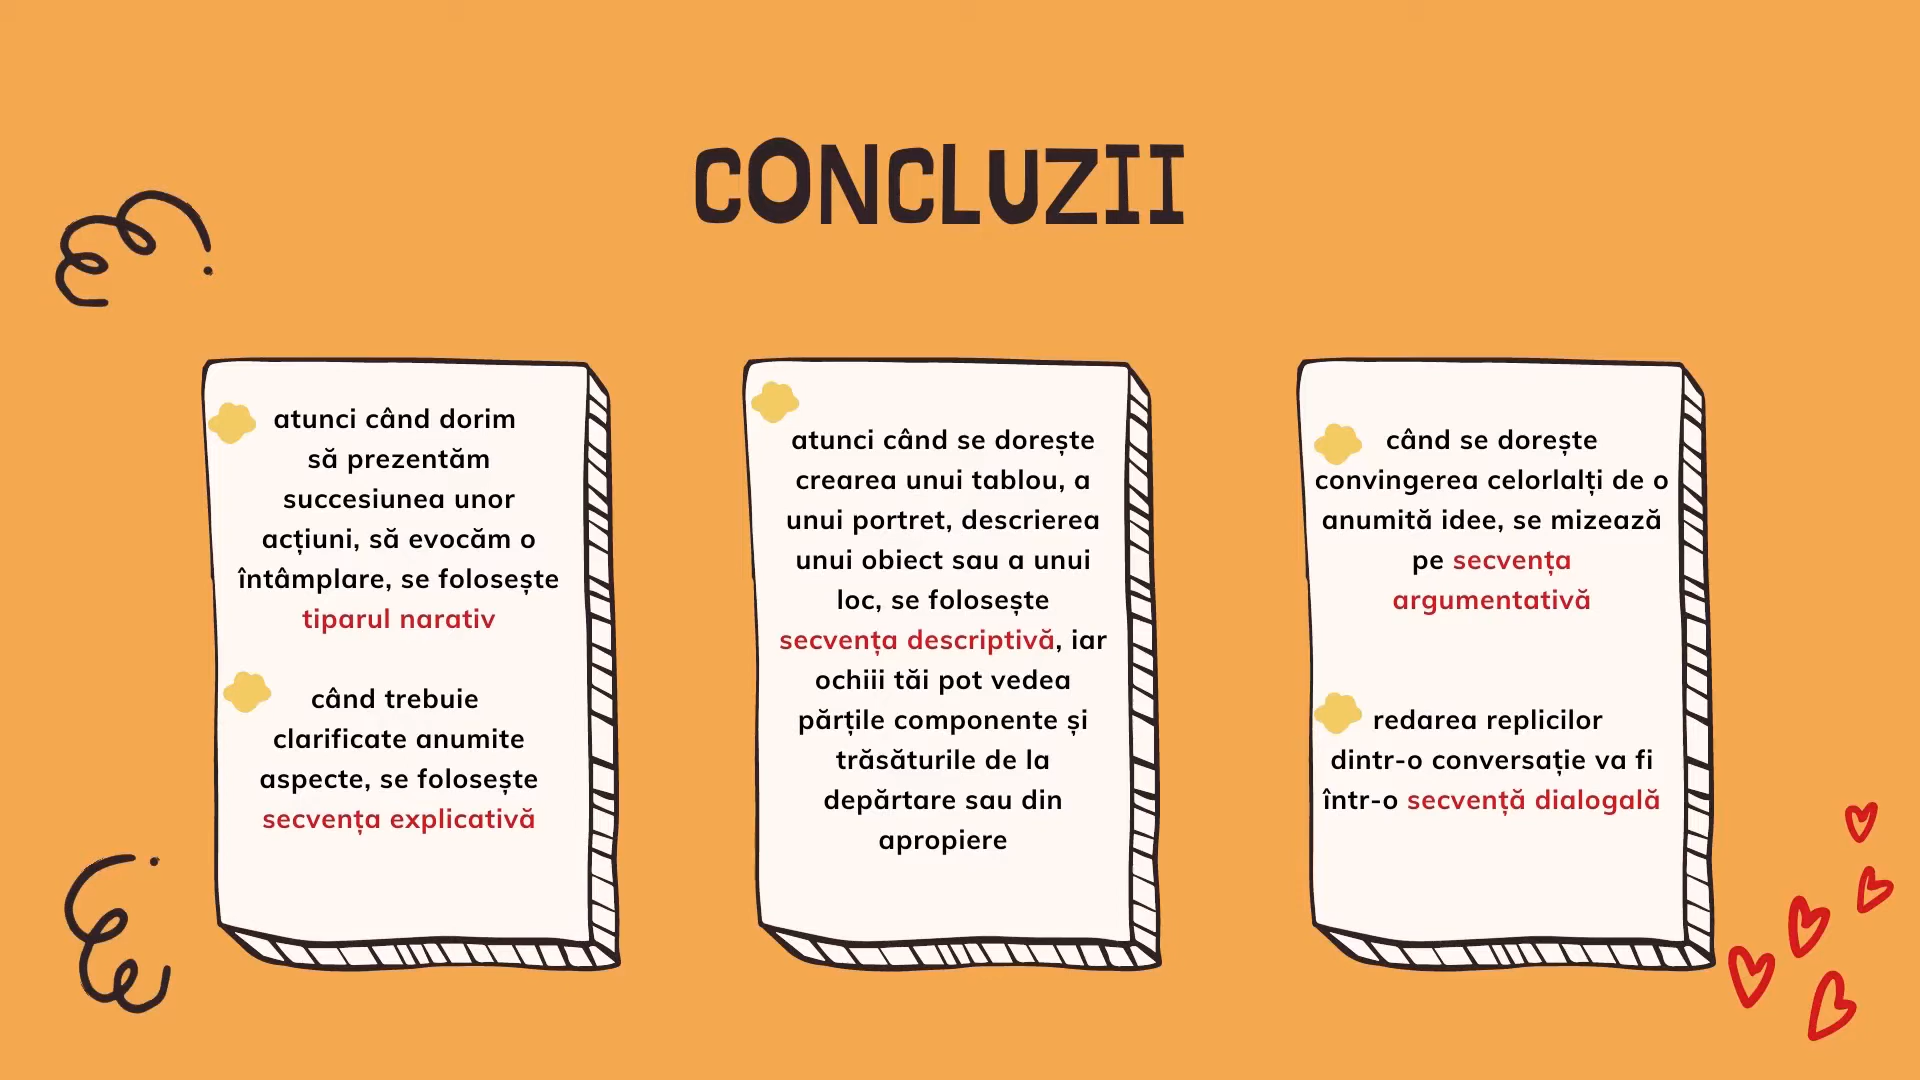 CONCLUZII
atunci când dorim
să prezentăm
succesiunea unor
acțiuni, să evocăm o
întâmplare, se folosește
tiparul narativ
când trebuie
clarificate anumite
aspecte, se folosește
secvența explicativă
atunci când se dorește
crearea unui tablou, a
unui portret, descrierea
unui obiect sau a unui
loc, se folosește
secvența descriptivă, iar
ochiii tăi pot vedea
părțile componente și
trăsăturile de la
depărtare sau din
apropiere
când se dorește
convingerea celorlalți de o
anumită idee, se mizează
pe secvența
argumentativă
redarea replicilor
dintr-o conversație va fi
într-o secvență dialogală